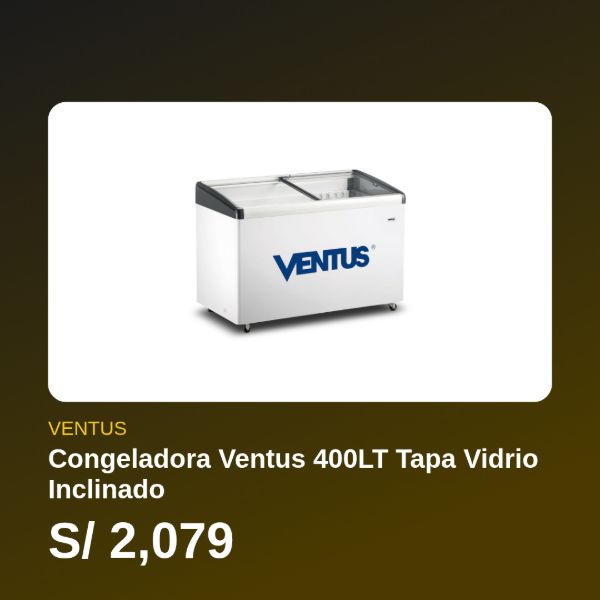 VENTUS®
VENTUS
Congeladora Ventus 400LT Tapa Vidrio
Inclinado
S/ 2,079